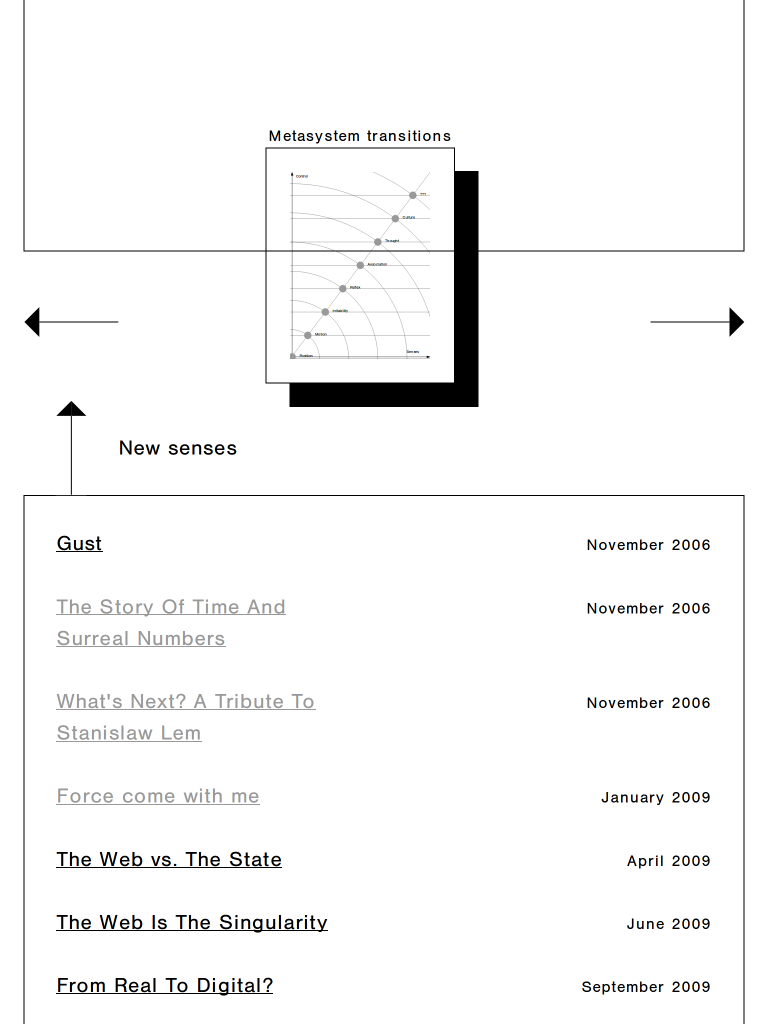 Metasystem transitions
Control
???
Culture
Thought
Association
Reflex
Irritability
Motion
Senses
Position
New senses
Gust November 2006
The Story Of Time And November 2006
Surreal Numbers
What's Next? A Tribute To November 2006
Stanislaw Lem
Force come with me January 2009
The Web vs. The State April 2009
The Web Is The Singularity June 2009
From Real To Digital? September 2009